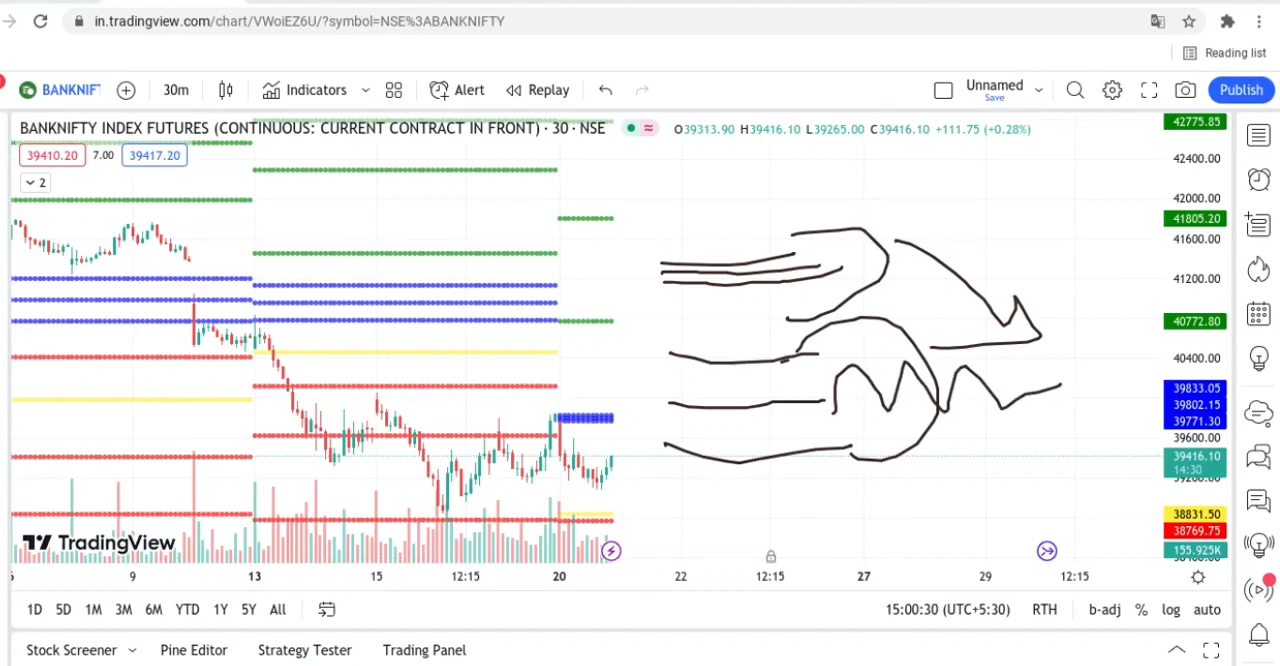 in.tradingview.com/chart/VWoiEZ6U/?symbol=NSE%3ABANKNIFTY
Reading list
BANKNIFT 30m Indicators Alert Replay Unnamed Save Publish
BANKNIFTY INDEX FUTURES (CONTINUOUS: CURRENT CONTRACT IN FRONT) · 30 · NSE O39313.90 H39416.10 L39265.00 C39416.10 +111.75 (+0.28%)
39410.20 7.00 39417.20
2
42775.85
42400.00
42000.00
41805.20
41600.00
41200.00
40772.80
40400.00
39833.05
39802.15
39771.30
39600.00
39416.10
14:30
39200.00
38831.50
38769.75
155.925K
TradingView
9 13 15 12:15 20 22 12:15 27 29 12:15
1D 5D 1M 3M 6M YTD 1Y 5Y All 15:00:30 (UTC+5:30) RTH b-adj % log auto
Stock Screener Pine Editor Strategy Tester Trading Panel